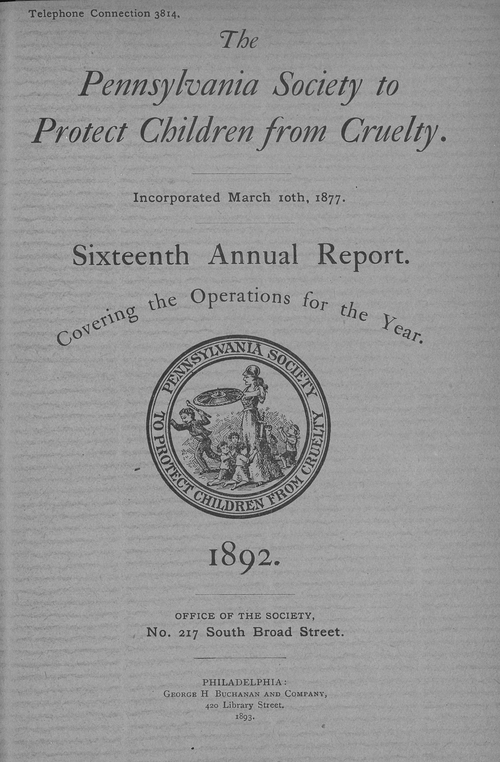 Telephone Connection 3814.
The
Pennsylvania Society to
Protect Children from Cruelty.
Incorporated March 10th, 1877.
Sixteenth Annual Report.
Covering the Operations for the Year.
PENNSYLVANIA SOCIETY
TO PROTECT CHILDREN FROM CRUELTY
1892.
OFFICE OF THE SOCIETY,
No. 217 South Broad Street.
PHILADELPHIA:
George H Buchanan and Company,
420 Library Street.
1893.